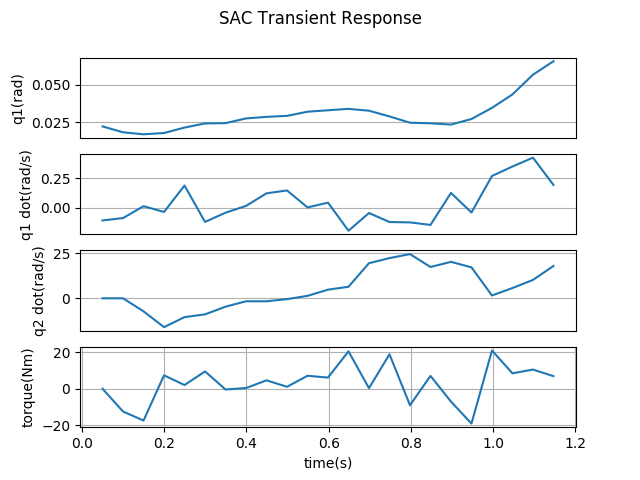 SAC Transient Response
q1(rad)
0.050
0.025
q1 dot(rad/s)
0.25
0.00
q2 dot(rad/s)
25
0
torque(Nm)
20
0
−20
0.0 0.2 0.4 0.6 0.8 1.0 1.2
time(s)